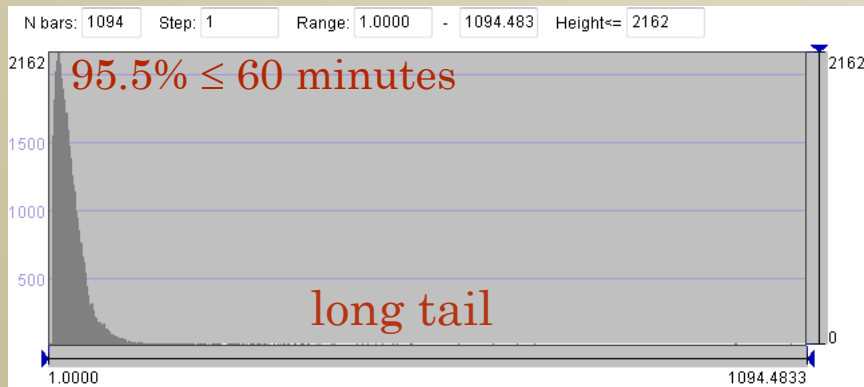 N bars: 1094 Step: 1 Range: 1.0000 - 1094.483 Height<= 2162
2162 95.5% ≤ 60 minutes 2162
1500
1000
500 long tail
0
1.0000 1094.4833